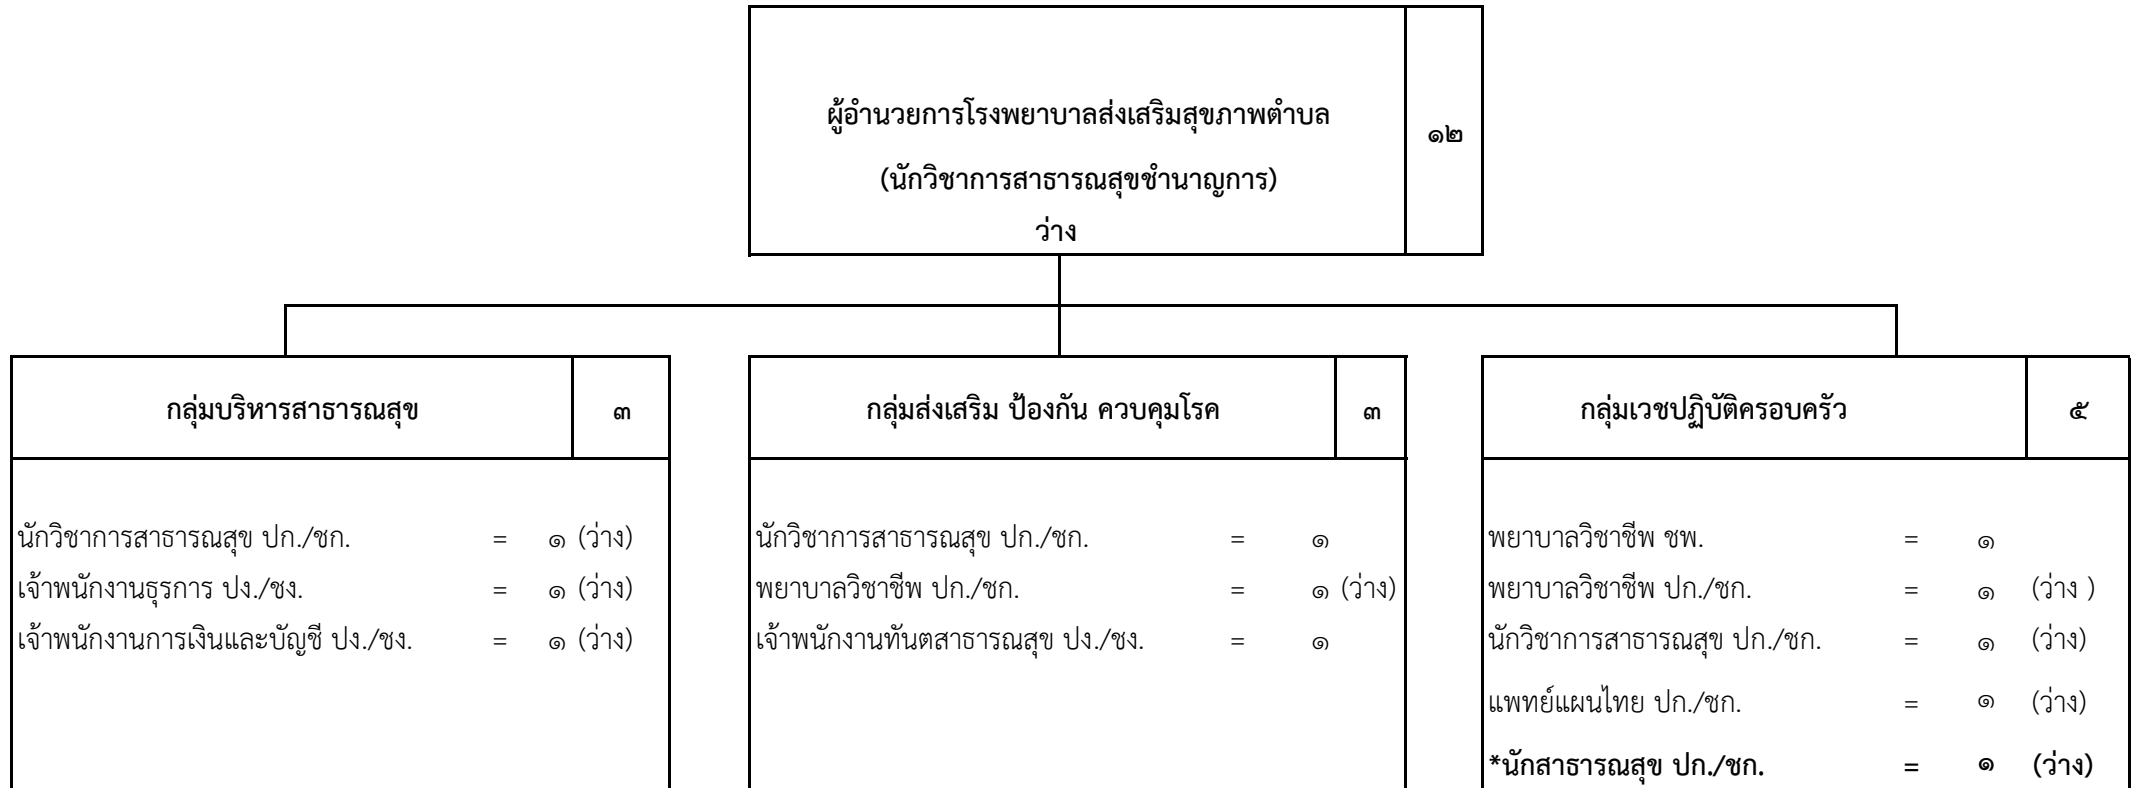 ผู้อำนวยการโรงพยาบาลส่งเสริมสุขภาพตำบล
(นักวิชาการสาธารณสุขชำนาญการ)
ว่าง
๑๒
กลุ่มบริหารสาธารณสุข ๓
นักวิชาการสาธารณสุข ปก./ชก. = ๑ (ว่าง)
เจ้าพนักงานธุรการ ปง./ชง. = ๑ (ว่าง)
เจ้าพนักงานการเงินและบัญชี ปง./ชง. = ๑ (ว่าง)
กลุ่มส่งเสริม ป้องกัน ควบคุมโรค ๓
นักวิชาการสาธารณสุข ปก./ชก. = ๑
พยาบาลวิชาชีพ ปก./ชก. = ๑ (ว่าง)
เจ้าพนักงานทันตสาธารณสุข ปง./ชง. = ๑
กลุ่มเวชปฏิบัติครอบครัว ๕
พยาบาลวิชาชีพ ชพ. = ๑
พยาบาลวิชาชีพ ปก./ชก. = ๑ (ว่าง )
นักวิชาการสาธารณสุข ปก./ชก. = ๑ (ว่าง)
แพทย์แผนไทย ปก./ชก. = ๑ (ว่าง)
*นักสาธารณสุข ปก./ชก. = ๑ (ว่าง)